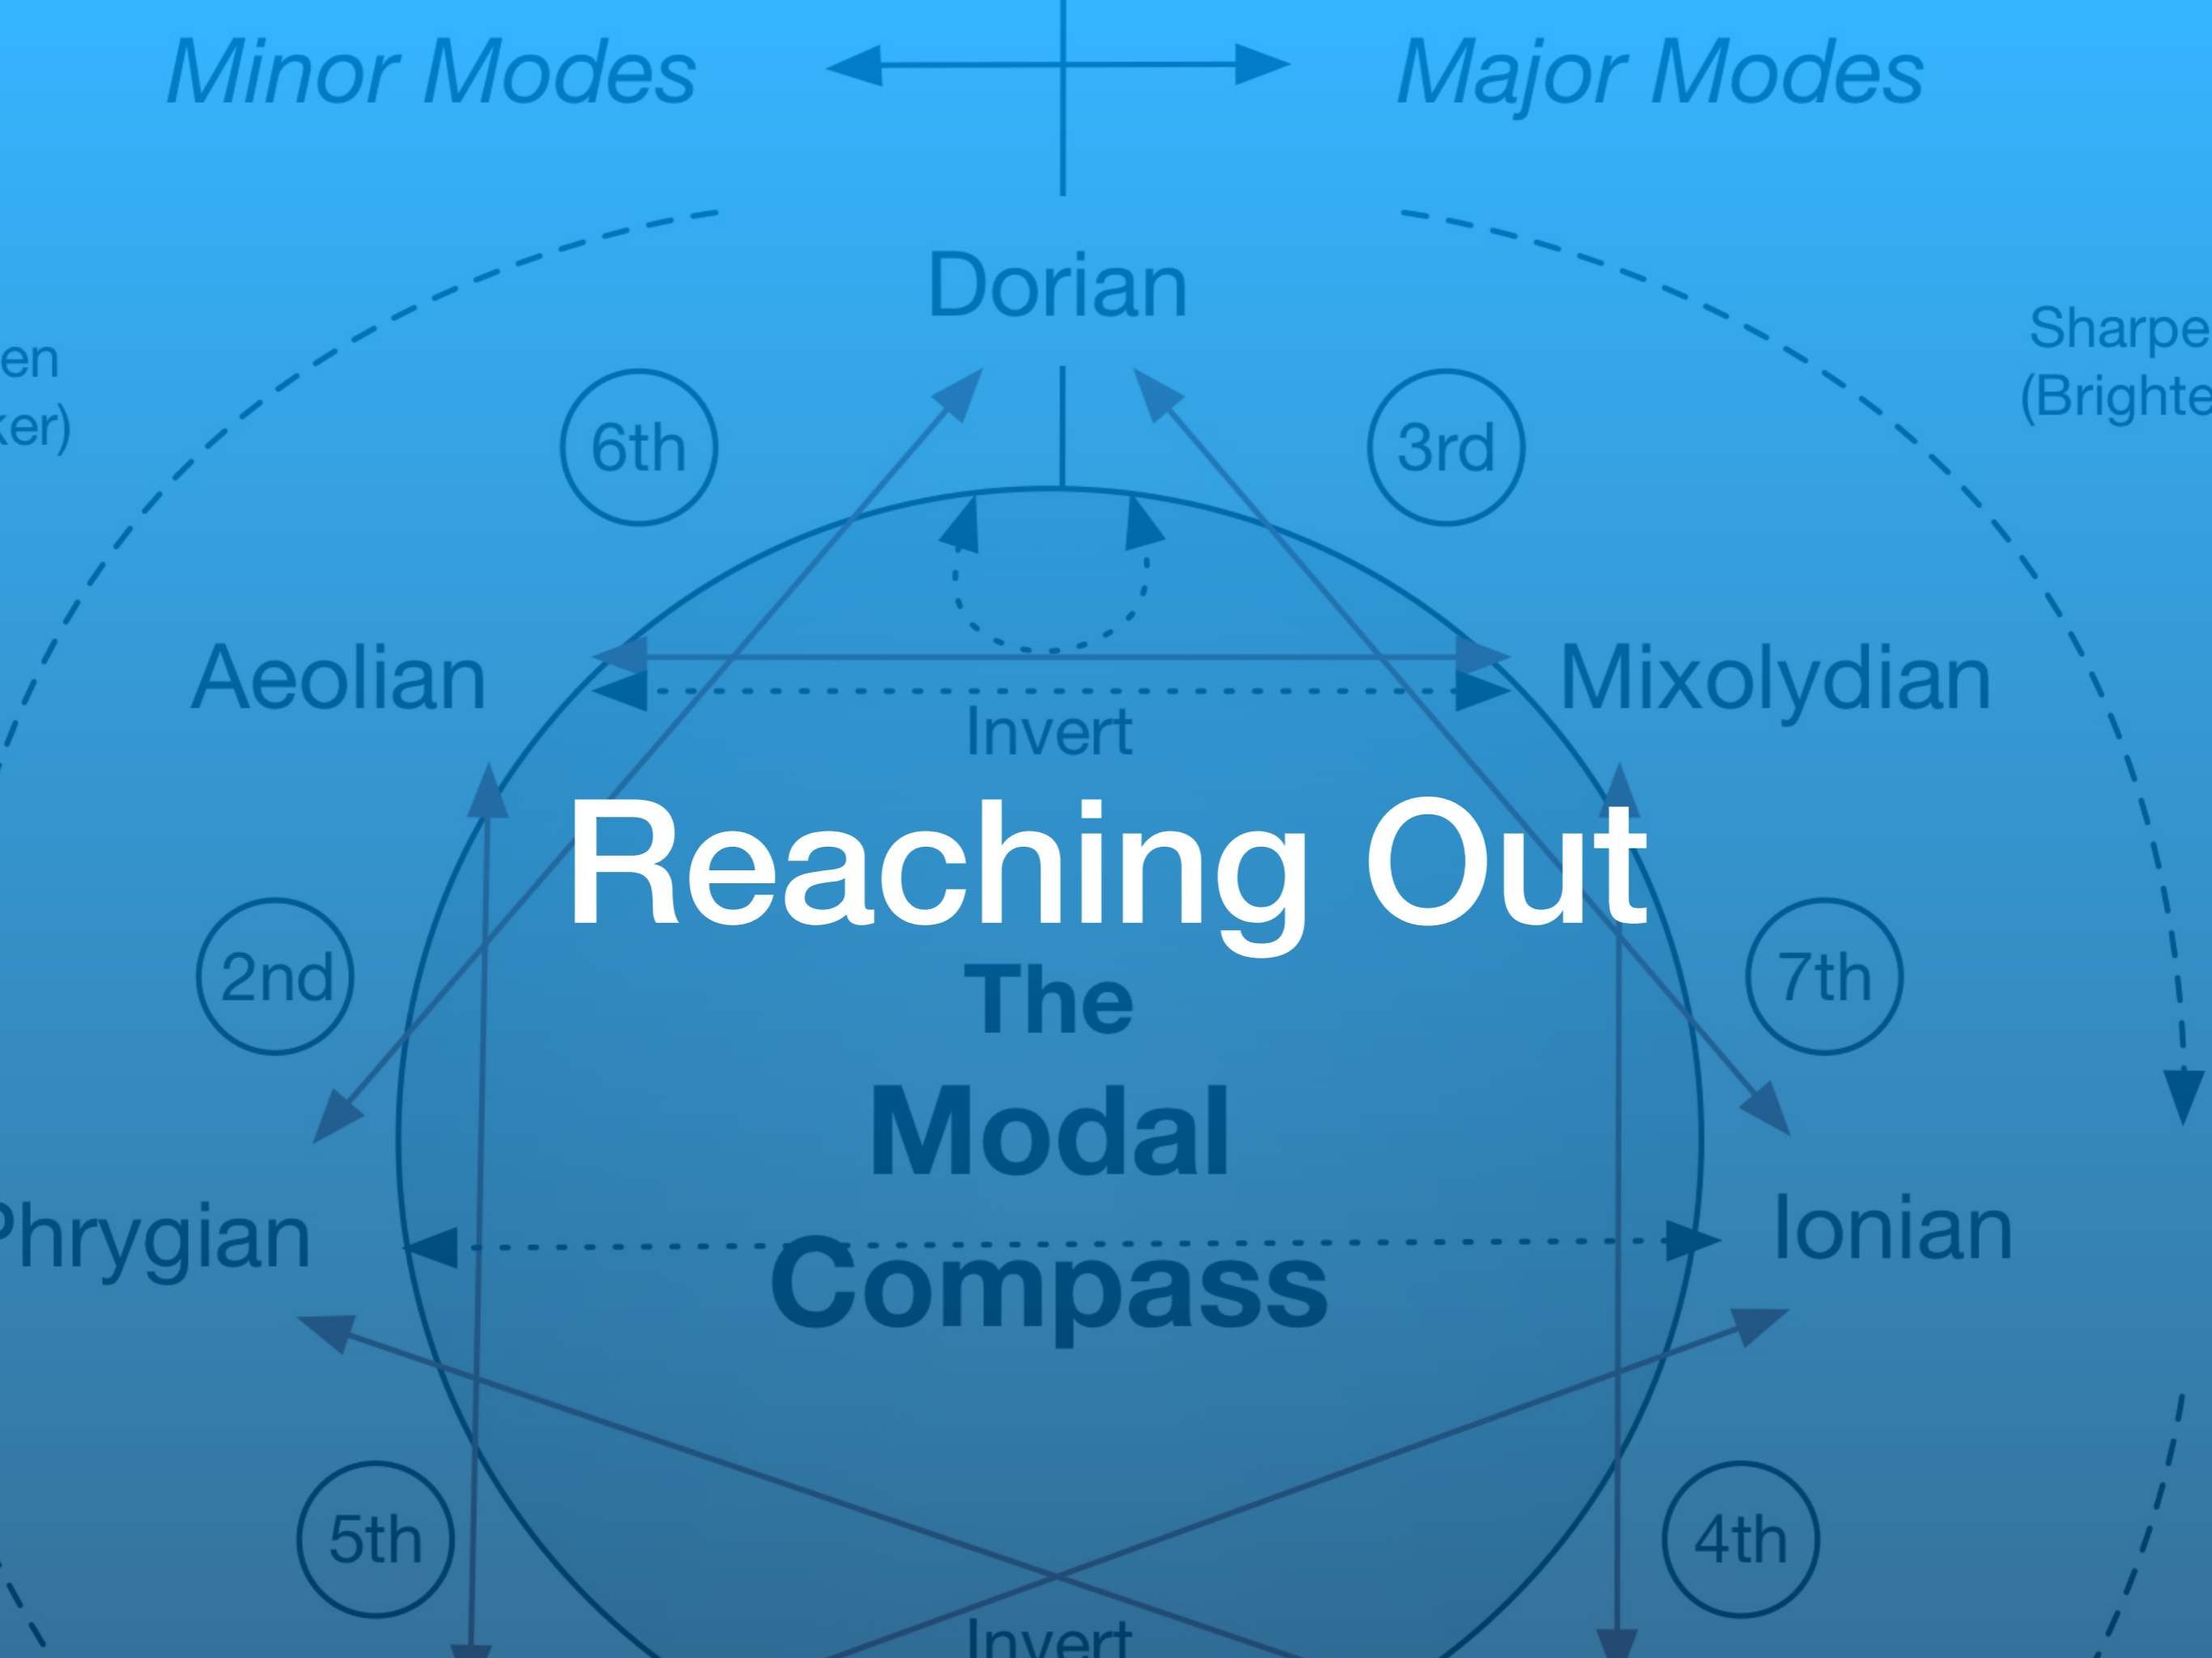 Minor Modes
Major Modes
Dorian
en
ker)
Sharpe
(Brighte
6th
3rd
Aeolian
Mixolydian
Invert
Reaching Out
The
Modal
Compass
2nd
7th
Phrygian
Ionian
5th
4th
Invert